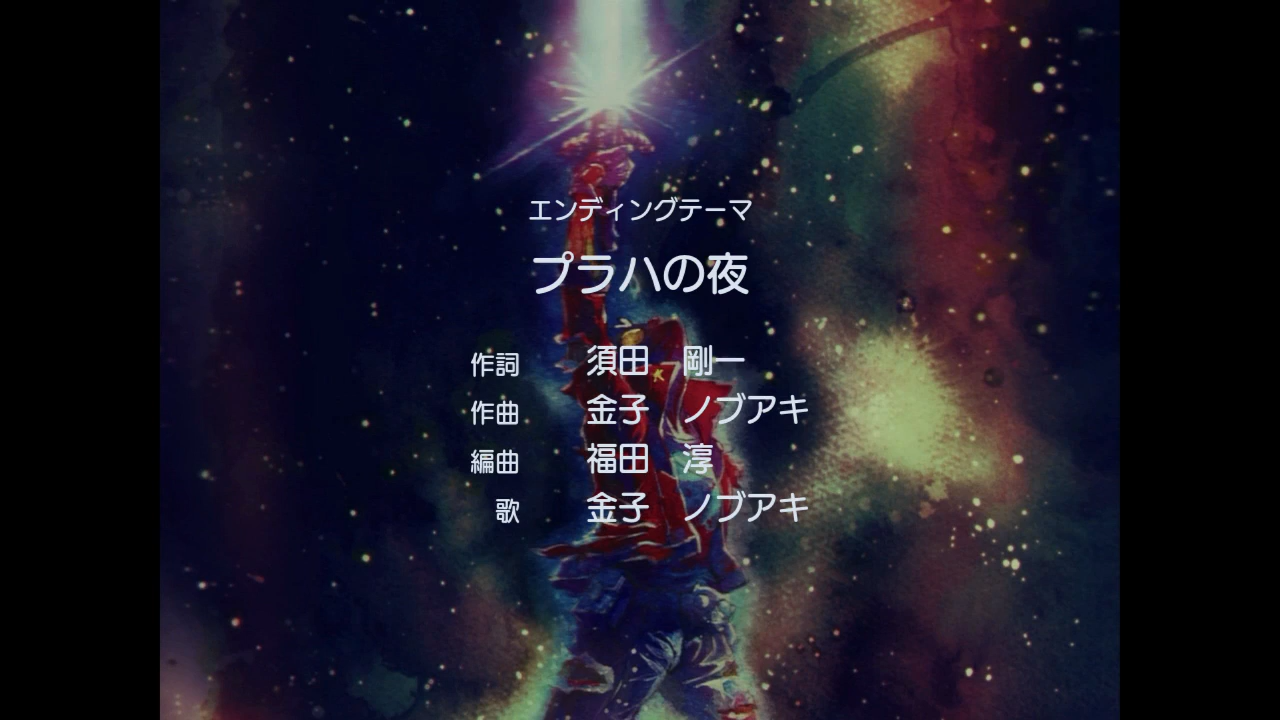 エンディングテーマ
プラハの夜
作詞 須田 剛一
作曲 金子 ノブアキ
編曲 福田 淳
歌 金子 ノブアキ